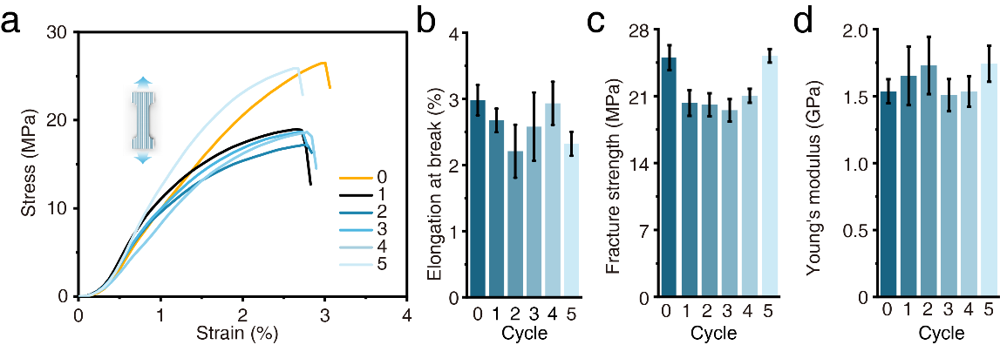 a
Stress (MPa)
30
20
10
0
0 1 2 3 4
Strain (%)
0
1
2
3
4
5
b
Elongation at break (%)
4
3
2
1
0
0 1 2 3 4 5
Cycle
c
Fracture strength (MPa)
28
21
14
7
0
0 1 2 3 4 5
Cycle
d
Young's modulus (GPa)
2.0
1.5
1.0
0.5
0
0 1 2 3 4 5
Cycle